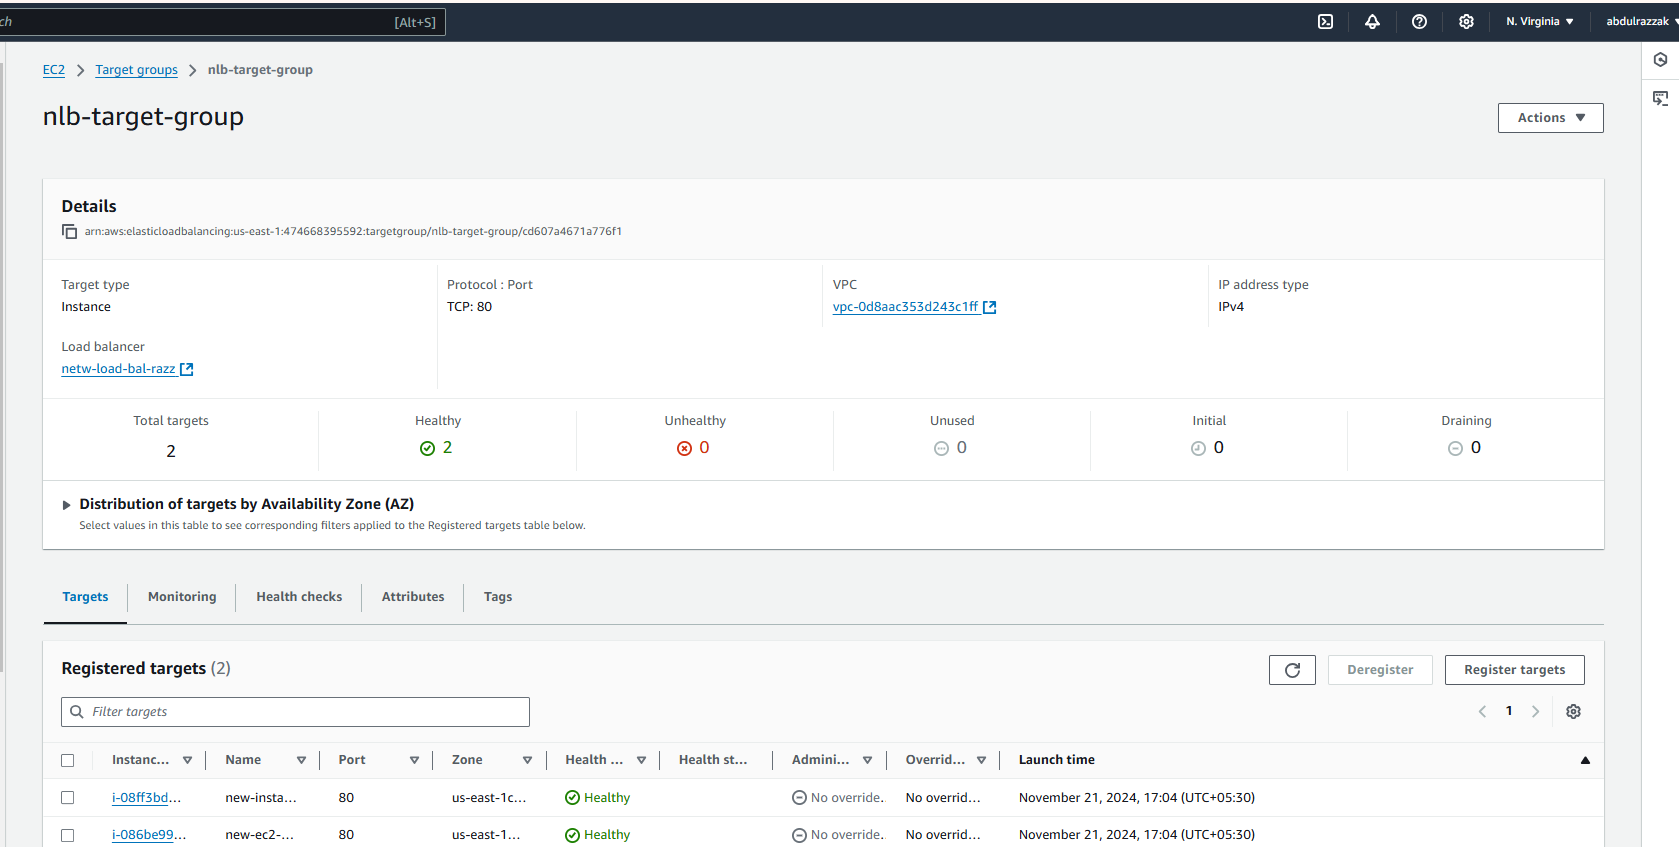 ch [Alt+S] N. Virginia abdulrazzak
EC2 Target groups nlb-target-group
nlb-target-group
Actions
Details
arn:aws:elasticloadbalancing:us-east-1:474668395592:targetgroup/nlb-target-group/cd607a4671a776f1
Target type Protocol : Port VPC IP address type
Instance TCP: 80 vpc-0d8aac353d243c1ff IPv4
Load balancer
netw-load-bal-razz
Total targets Healthy Unhealthy Unused Initial Draining
2 2 0 0 0 0
Distribution of targets by Availability Zone (AZ)
Select values in this table to see corresponding filters applied to the Registered targets table below.
Targets Monitoring Health checks Attributes Tags
Registered targets (2) Deregister Register targets
Filter targets 1
Instanc... Name Port Zone Health ... Health st... Admini... Overrid... Launch time
i-08ff3bd... new-insta... 80 us-east-1c... Healthy No override. No overrid... November 21, 2024, 17:04 (UTC+05:30)
i-086be99... new-ec2-... 80 us-east-1... Healthy No override. No overrid... November 21, 2024, 17:04 (UTC+05:30)